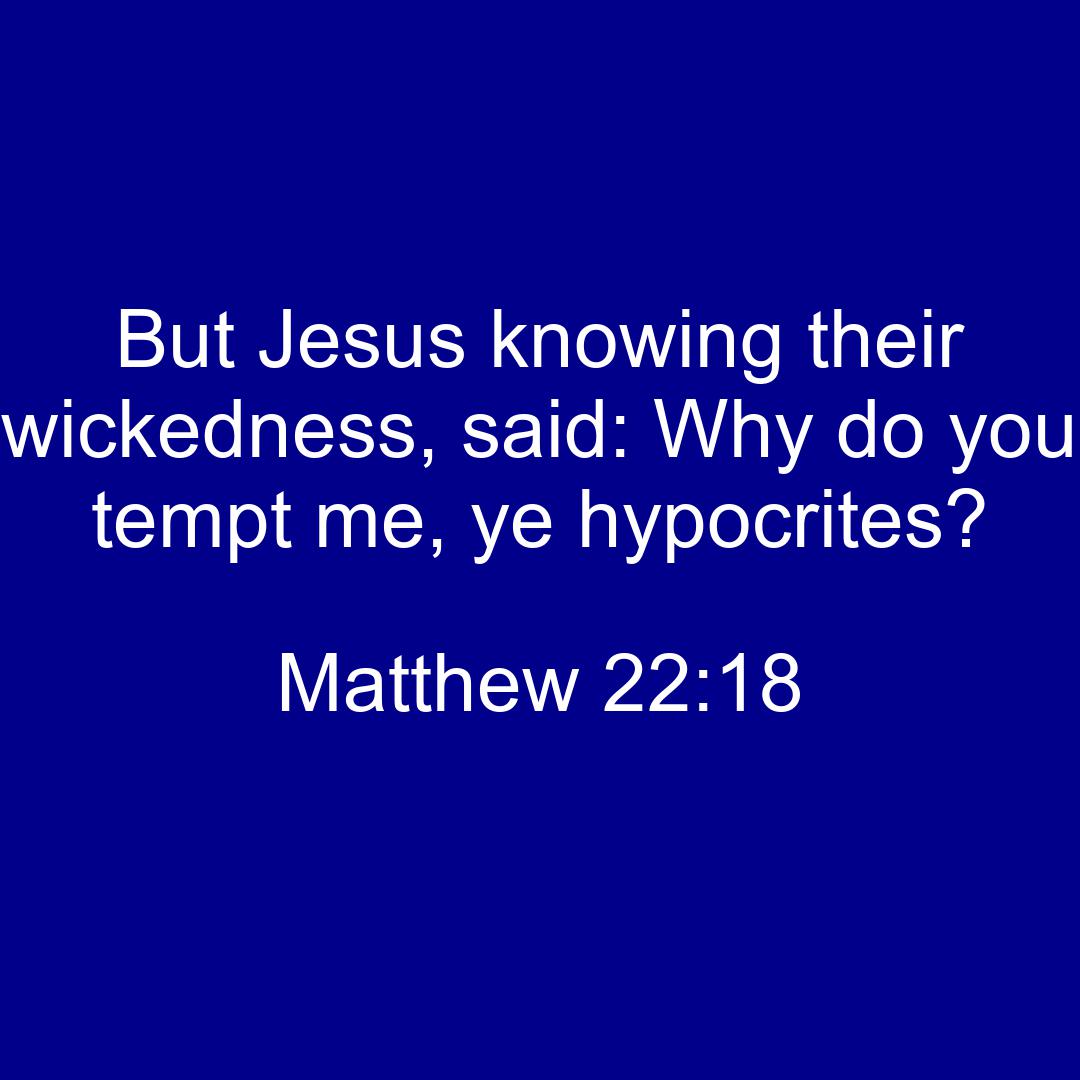 But Jesus knowing their
wickedness, said: Why do you
tempt me, ye hypocrites?
Matthew 22:18